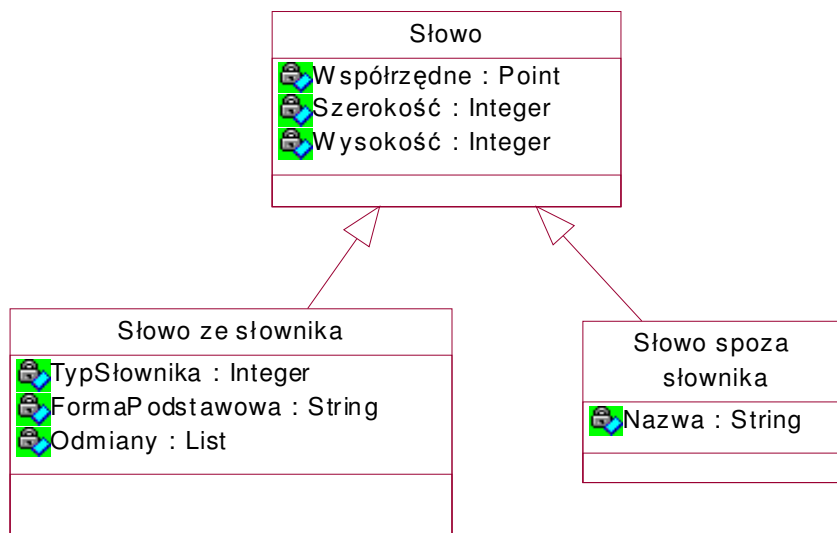 Słowo
Współrzędne : Point
Szerokość : Integer
Wysokość : Integer
Słowo ze słownika
TypSłownika : Integer
FormaPodstawowa : String
Odmiany : List
Słowo spoza
słownika
Nazwa : String